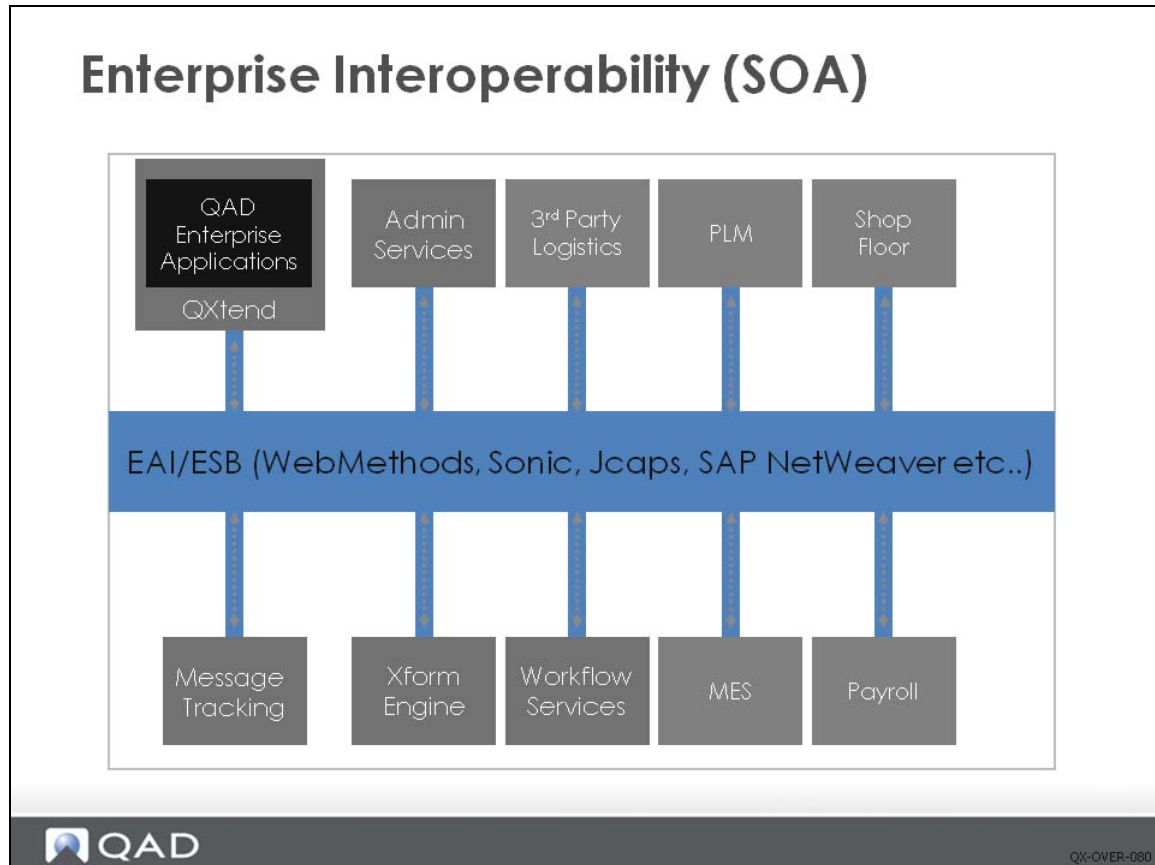 Enterprise Interoperability (SOA)
QAD
Enterprise
Applications
QXtend
Admin
Services
3rd Party
Logistics
PLM
Shop
Floor
EAI/ESB (WebMethods, Sonic, Jcaps, SAP NetWeaver etc..)
Message
Tracking
Xform
Engine
Workflow
Services
MES
Payroll
QAD
QX-OVER-080